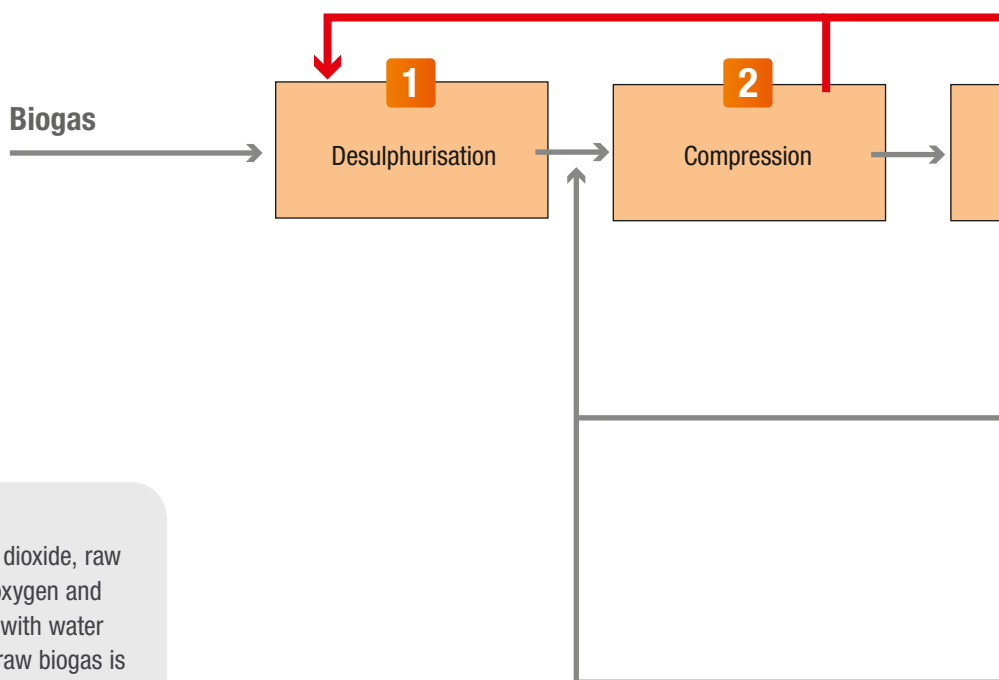 1
2
Biogas
Desulphurisation
Compression
dioxide, raw
oxygen and
with water
raw biogas is